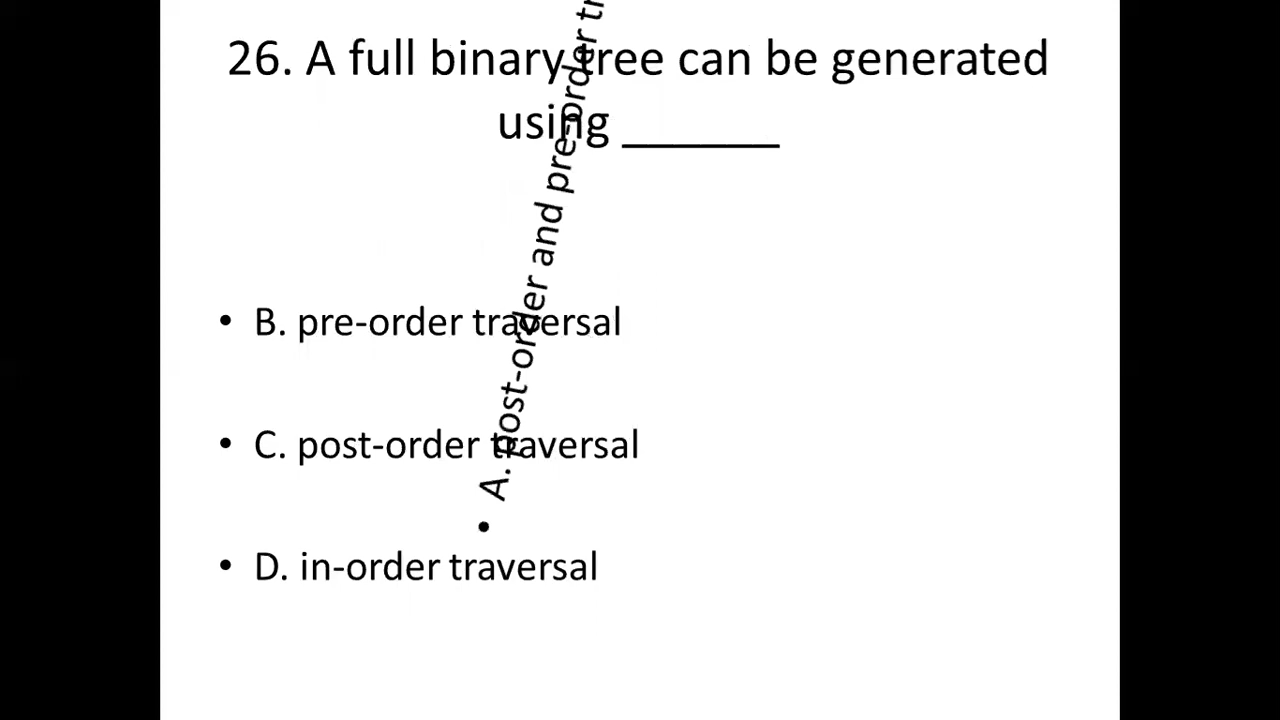 26. A full binary tree can be generated
using ______
• A. post-order and pre-order
• B. pre-order traversal
• C. post-order traversal
• D. in-order traversal